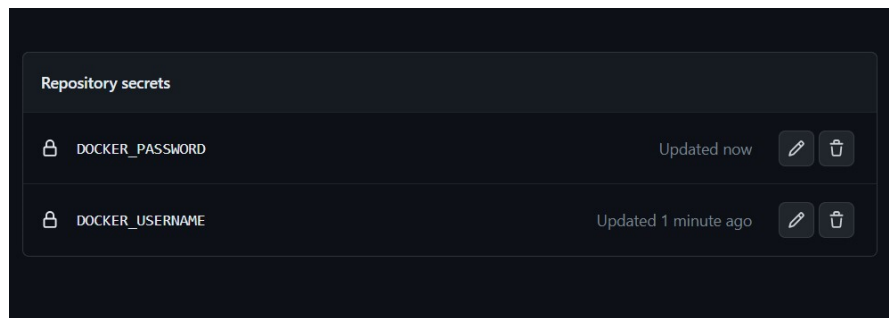 Repository secrets
DOCKER_PASSWORD Updated now
DOCKER_USERNAME Updated 1 minute ago